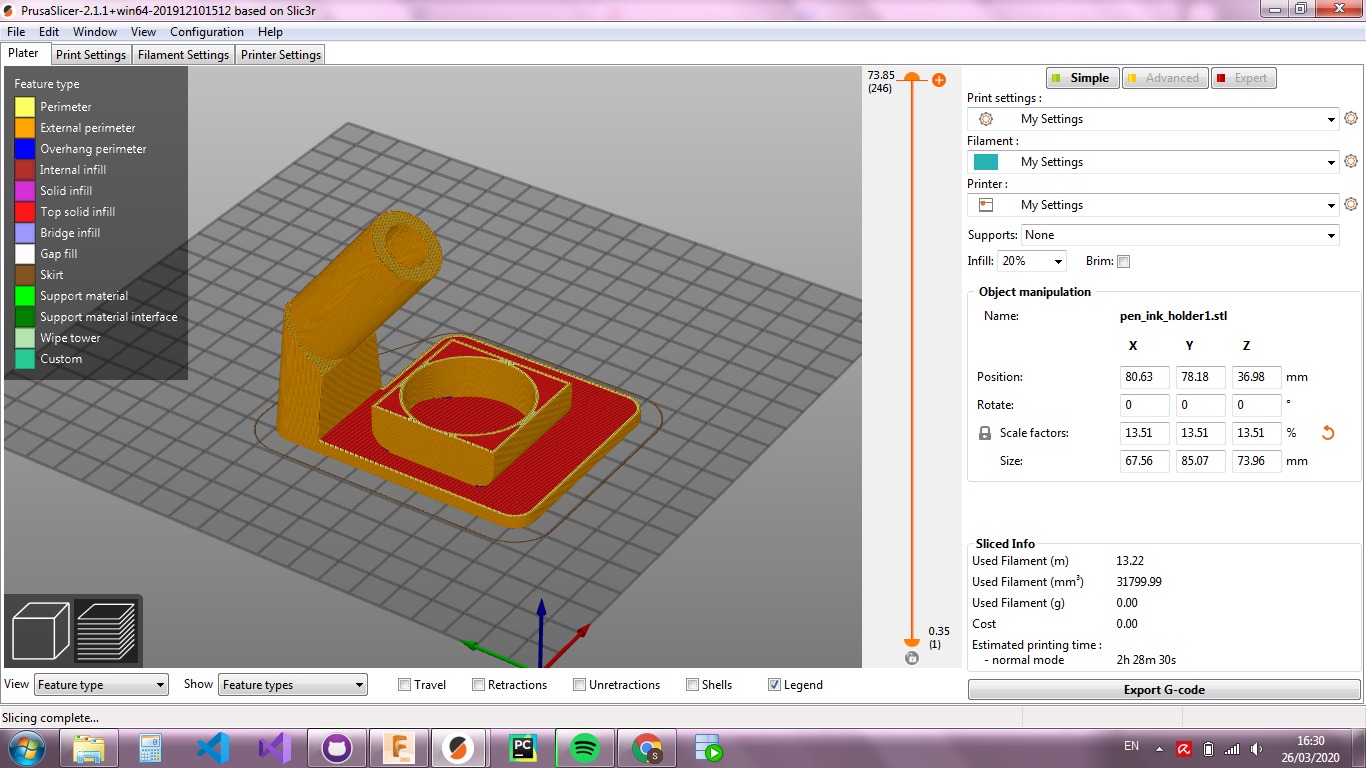 PrusaSlicer-2.1.1+win64-201912101512 based on Slic3r
File Edit Window View Configuration Help
Plater Print Settings Filament Settings Printer Settings
Feature type
Perimeter
External perimeter
Overhang perimeter
Internal infill
Solid infill
Top solid infill
Bridge infill
Gap fill
Skirt
Support material
Support material interface
Wipe tower
Custom
73.85
(246)
0.35
(1)
Simple Advanced Expert
Print settings :
My Settings
Filament :
My Settings
Printer :
My Settings
Supports: None
Infill: 20% Brim:
Object manipulation
Name: pen_ink_holder1.stl
X Y Z
Position: 80.63 78.18 36.98 mm
Rotate: 0 0 0 °
Scale factors: 13.51 13.51 13.51 %
Size: 67.56 85.07 73.96 mm
Sliced Info
Used Filament (m) 13.22
Used Filament (mm³) 31799.99
Used Filament (g) 0.00
Cost 0.00
Estimated printing time :
- normal mode 2h 28m 30s
View Feature type Show Feature types Travel Retractions Unretractions Shells Legend
Export G-code
Slicing complete...
F
360
PC
S
EN
16:30
26/03/2020